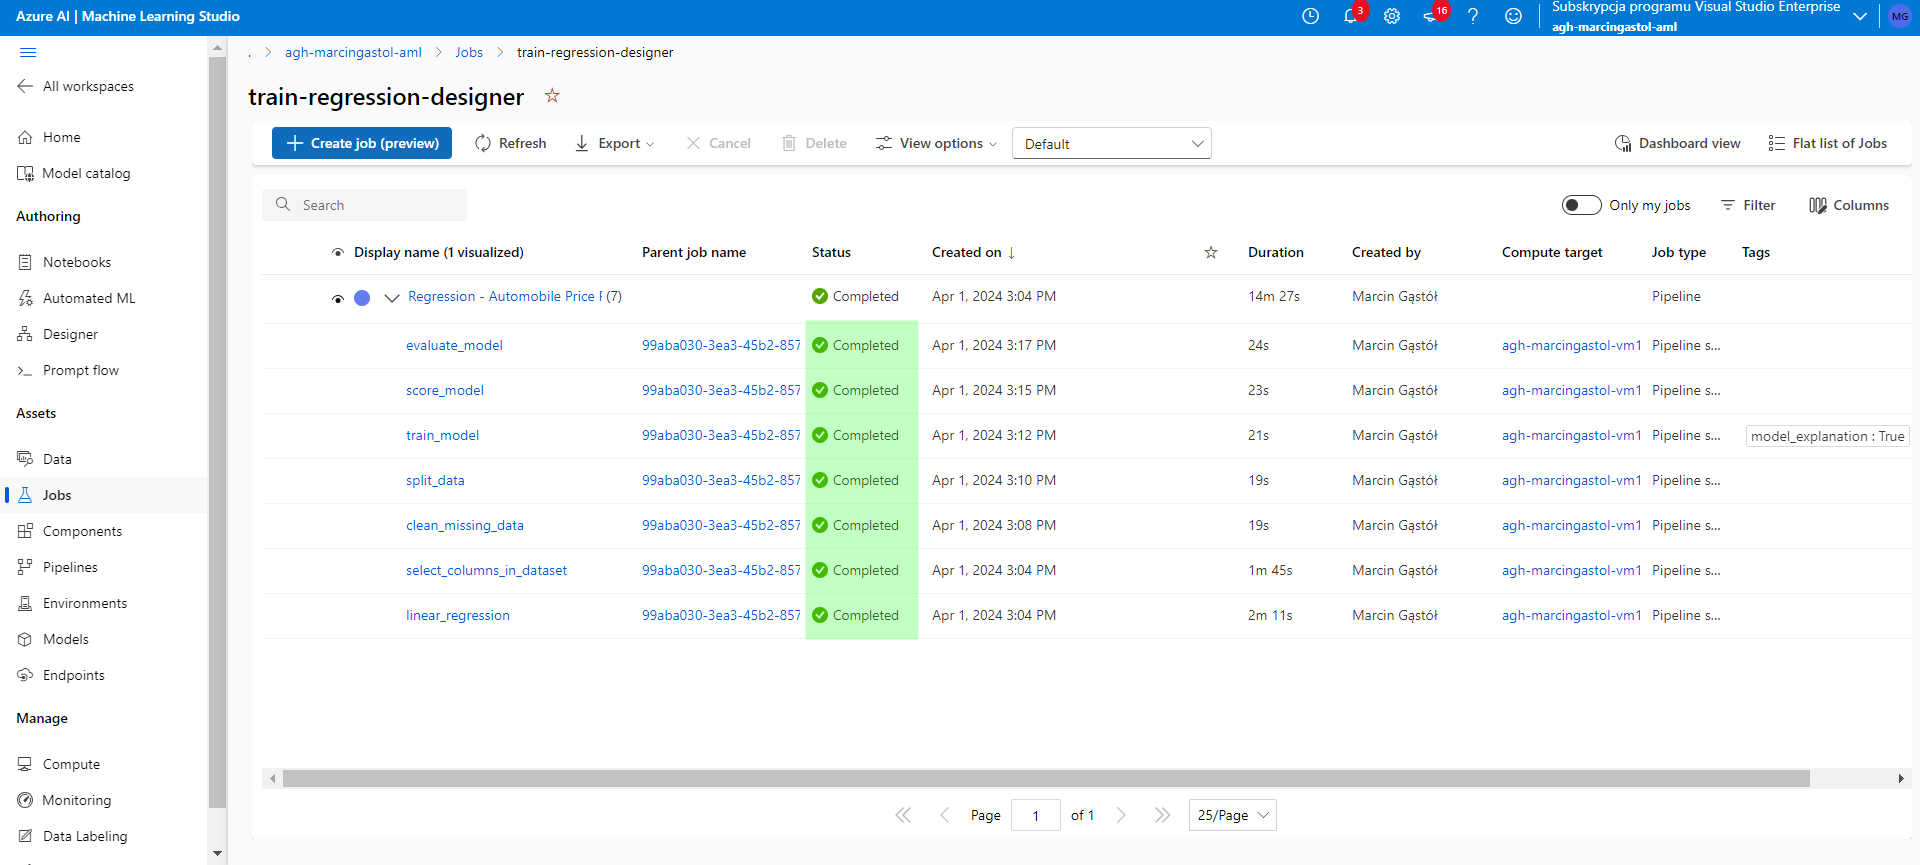 Azure AI | Machine Learning Studio
3
16
Subskrypcja programu Visual Studio Enterprise
agh-marcingastol-aml
MG
All workspaces
Home
Model catalog
Authoring
Notebooks
Automated ML
Designer
Prompt flow
Assets
Data
Jobs
Components
Pipelines
Environments
Models
Endpoints
Manage
Compute
Monitoring
Data Labeling
. > agh-marcingastol-aml > Jobs > train-regression-designer
train-regression-designer
Create job (preview) Refresh Export Cancel Delete View options Default Dashboard view Flat list of Jobs
Search Only my jobs Filter Columns
Display name (1 visualized) Parent job name Status Created on ↓ Duration Created by Compute target Job type Tags
Regression - Automobile Price (7) Completed Apr 1, 2024 3:04 PM 14m 27s Marcin Gąstół Pipeline
evaluate_model 99aba030-3ea3-45b2-857 Completed Apr 1, 2024 3:17 PM 24s Marcin Gąstół agh-marcingastol-vm1 Pipeline s...
score_model 99aba030-3ea3-45b2-857 Completed Apr 1, 2024 3:15 PM 23s Marcin Gąstół agh-marcingastol-vm1 Pipeline s...
train_model 99aba030-3ea3-45b2-857 Completed Apr 1, 2024 3:12 PM 21s Marcin Gąstół agh-marcingastol-vm1 Pipeline s... model_explanation : True
split_data 99aba030-3ea3-45b2-857 Completed Apr 1, 2024 3:10 PM 19s Marcin Gąstół agh-marcingastol-vm1 Pipeline s...
clean_missing_data 99aba030-3ea3-45b2-857 Completed Apr 1, 2024 3:08 PM 19s Marcin Gąstół agh-marcingastol-vm1 Pipeline s...
select_columns_in_dataset 99aba030-3ea3-45b2-857 Completed Apr 1, 2024 3:04 PM 1m 45s Marcin Gąstół agh-marcingastol-vm1 Pipeline s...
linear_regression 99aba030-3ea3-45b2-857 Completed Apr 1, 2024 3:04 PM 2m 11s Marcin Gąstół agh-marcingastol-vm1 Pipeline s...
Page 1 of 1 25/Page